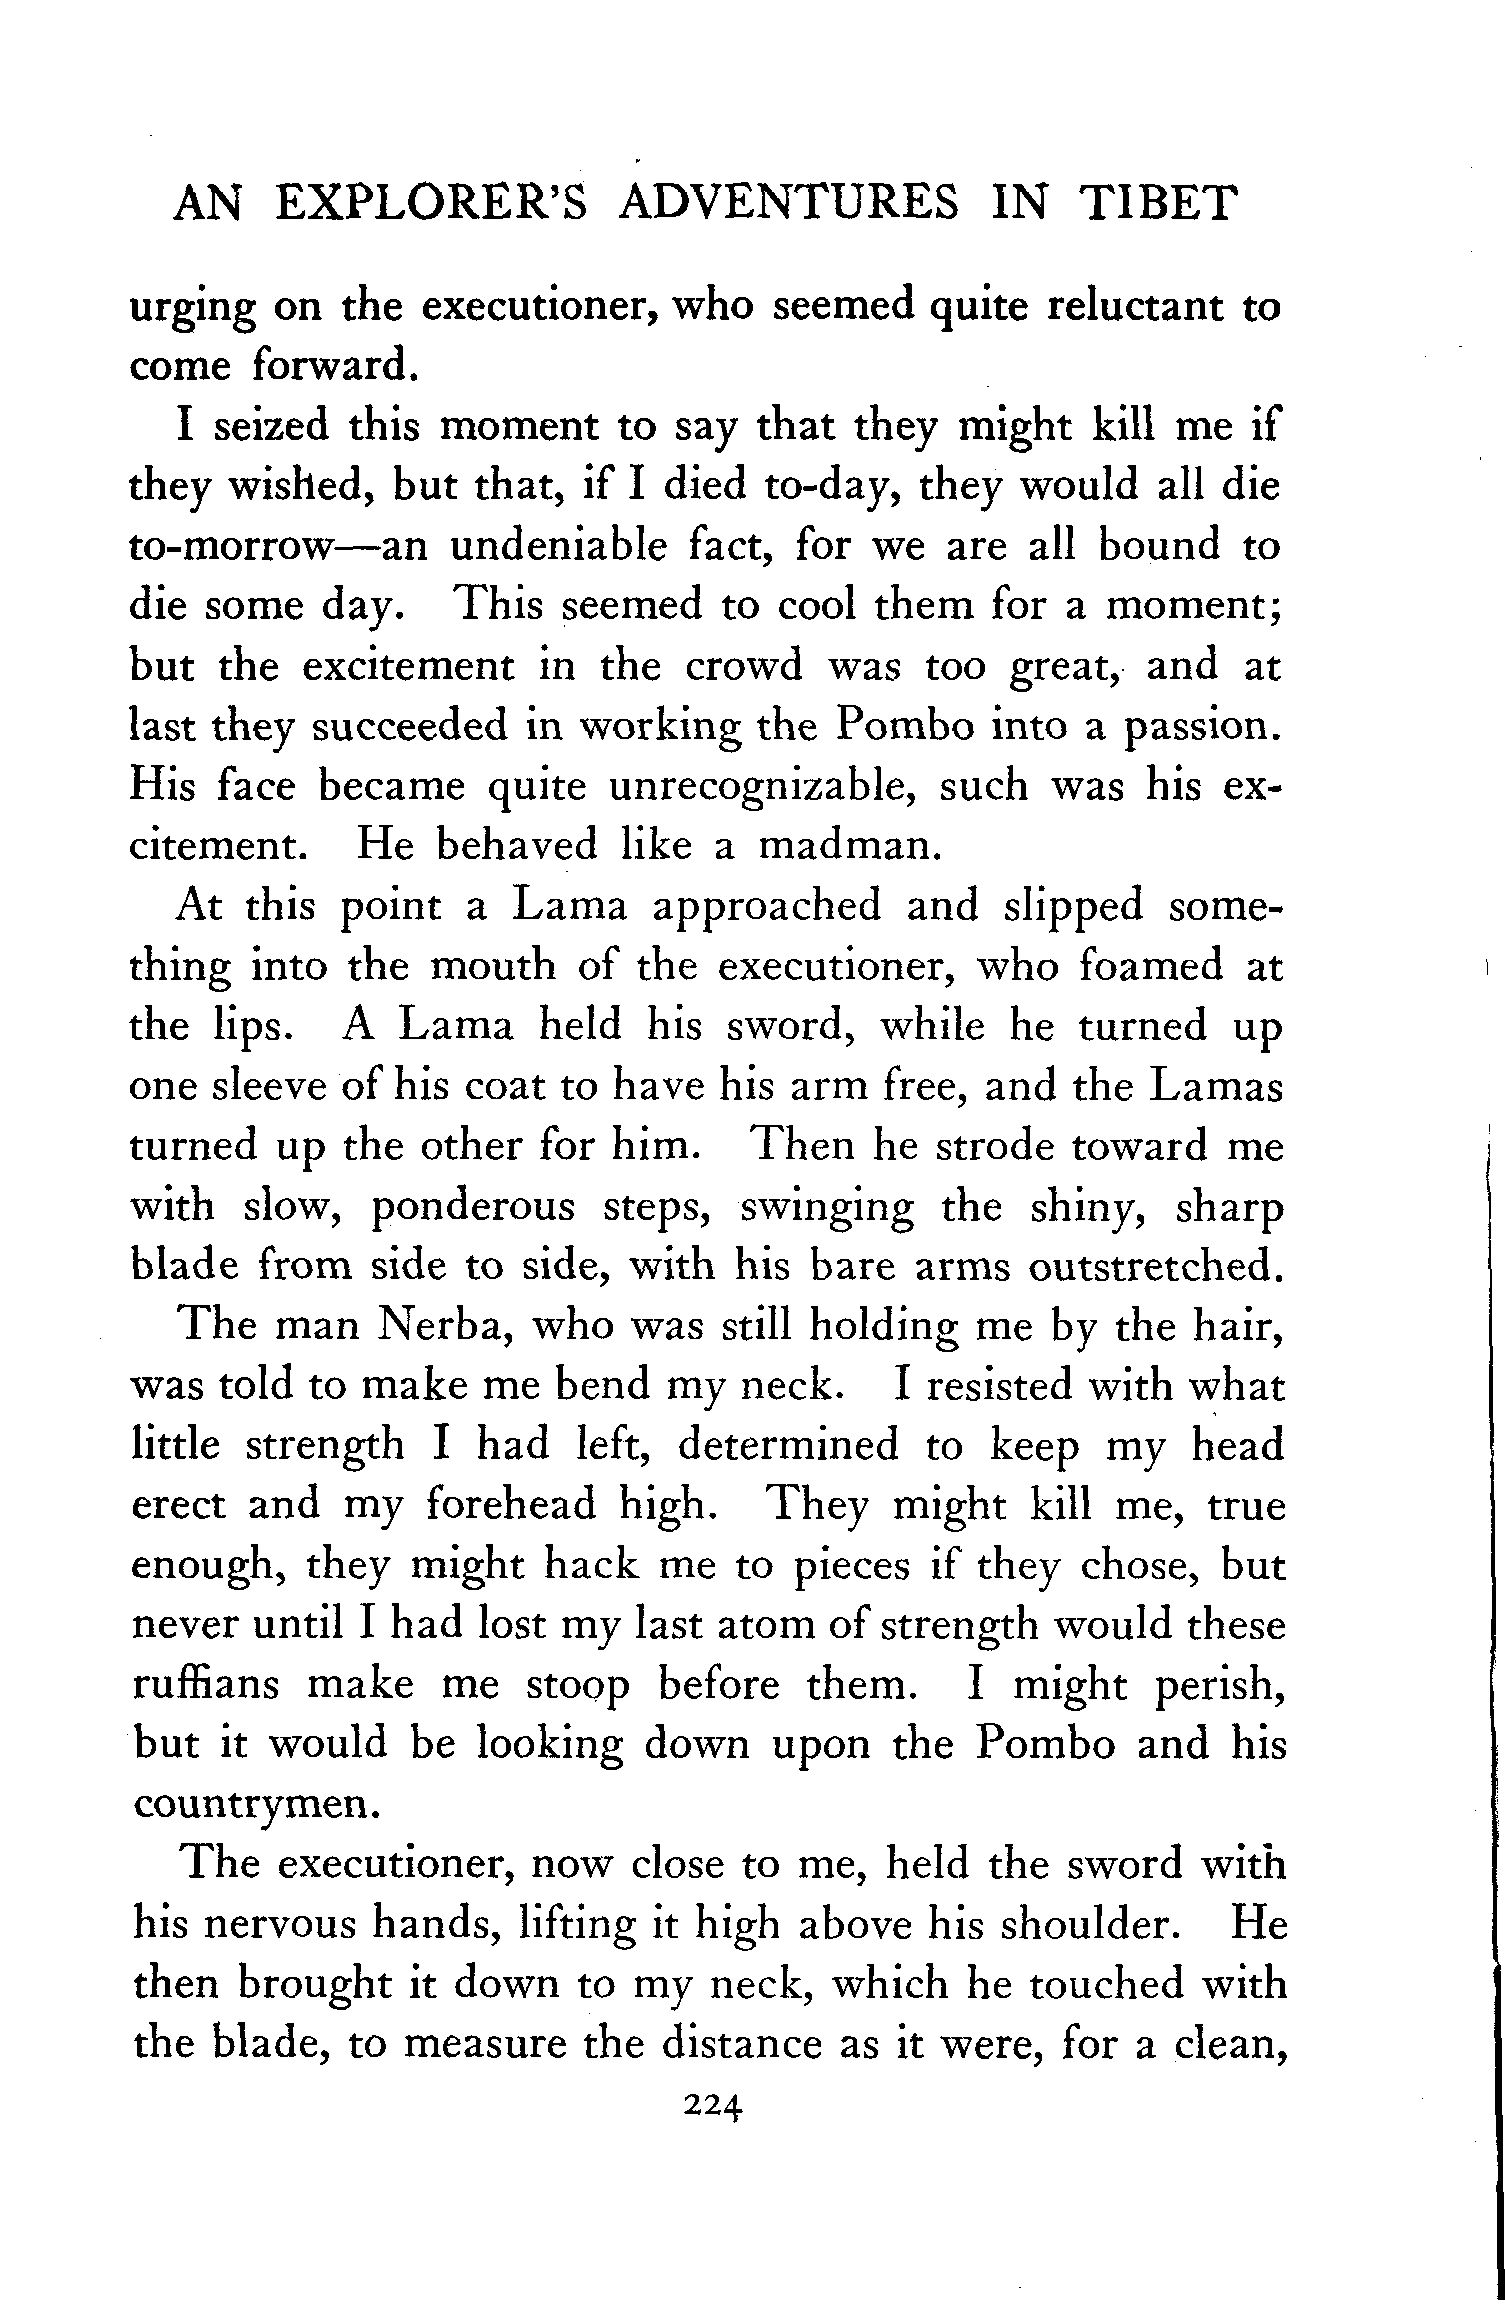 AN EXPLORER'S ADVENTURES IN TIBET
urging on the executioner, who seemed quite reluctant to
come forward.
I seized this moment to say that they might kill me if
they wished, but that, if I died to-day, they would all die
to-morrow—an undeniable fact, for we are all bound to
die some day. This seemed to cool them for a moment;
but the excitement in the crowd was too great, and at
last they succeeded in working the Pombo into a passion.
His face became quite unrecognizable, such was his ex-
citement. He behaved like a madman.
At this point a Lama approached and slipped some-
thing into the mouth of the executioner, who foamed at
the lips. A Lama held his sword, while he turned up
one sleeve of his coat to have his arm free, and the Lamas
turned up the other for him. Then he strode toward me
with slow, ponderous steps, swinging the shiny, sharp
blade from side to side, with his bare arms outstretched.
The man Nerba, who was still holding me by the hair,
was told to make me bend my neck. I resisted with what
little strength I had left, determined to keep my head
erect and my forehead high. They might kill me, true
enough, they might hack me to pieces if they chose, but
never until I had lost my last atom of strength would these
ruffians make me stoop before them. I might perish,
but it would be looking down upon the Pombo and his
countrymen.
The executioner, now close to me, held the sword with
his nervous hands, lifting it high above his shoulder. He
then brought it down to my neck, which he touched with
the blade, to measure the distance as it were, for a clean,
224